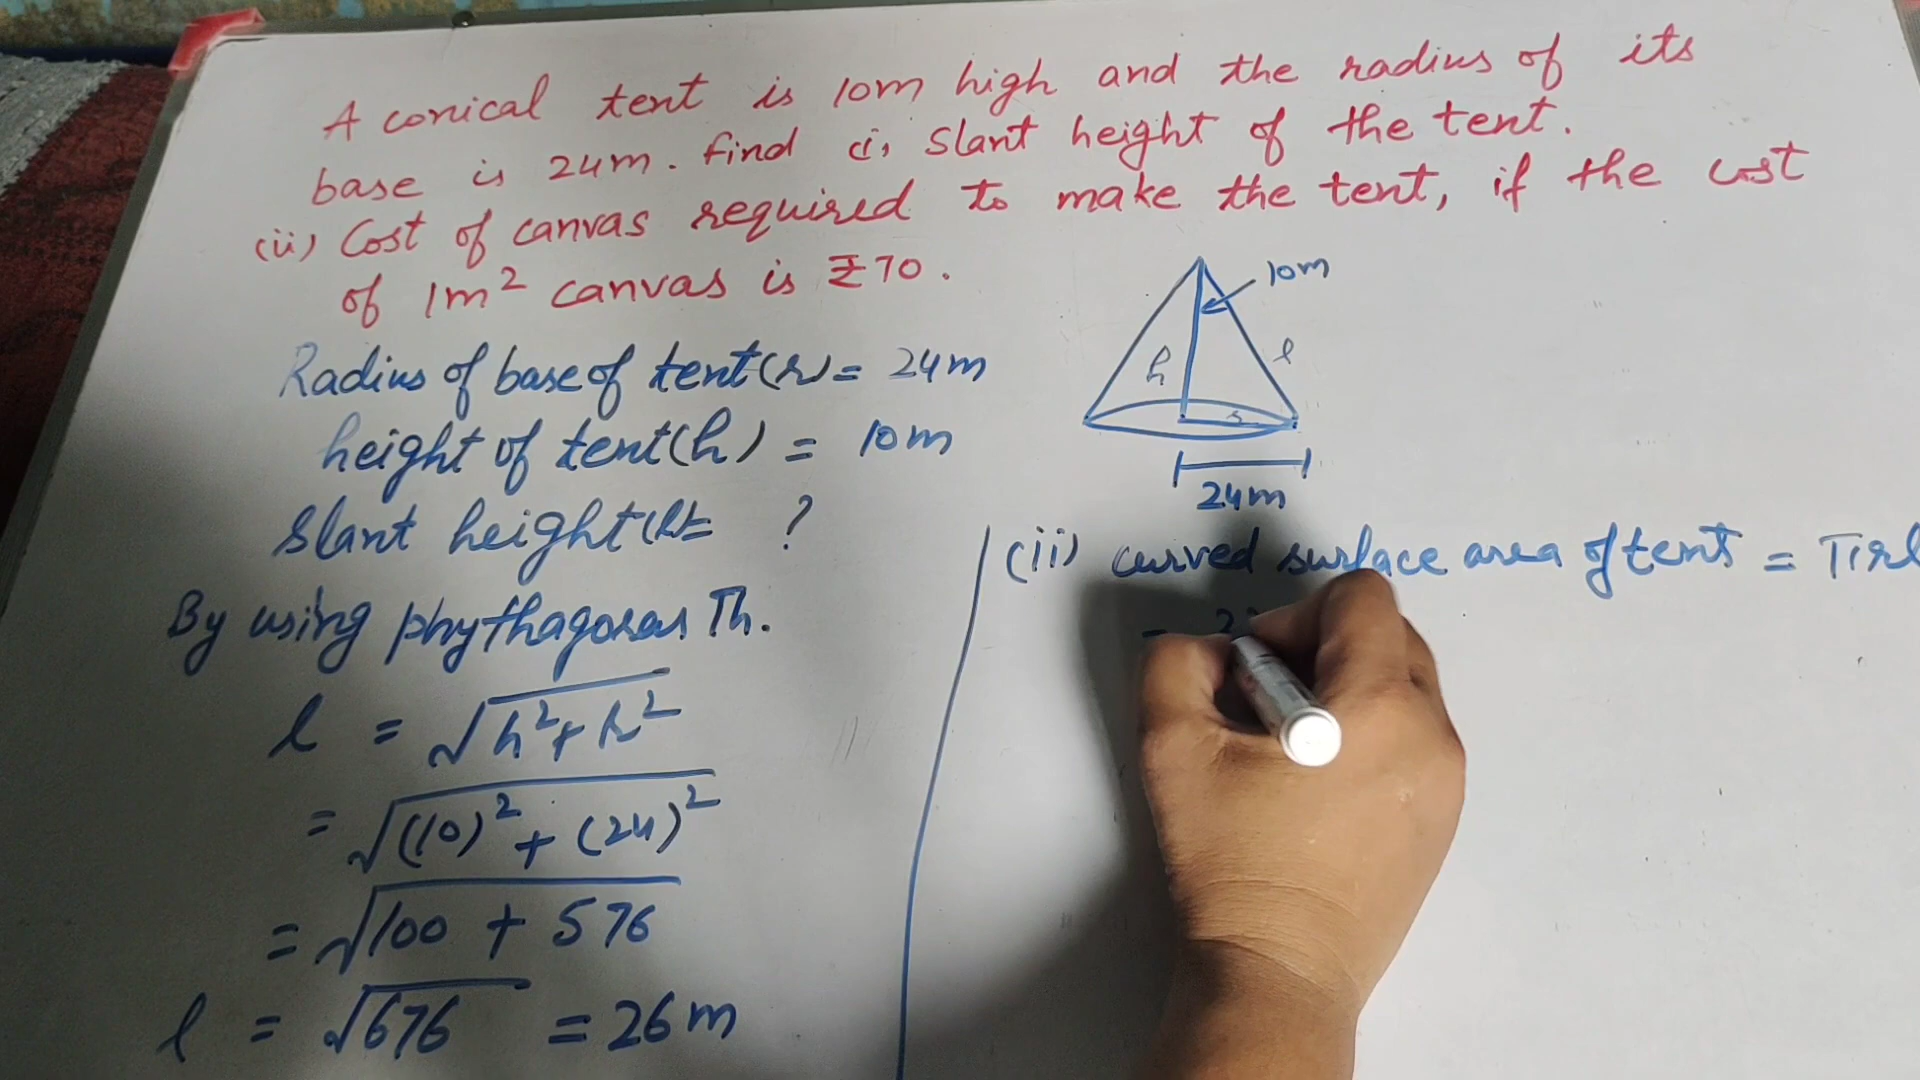 A conical tent is 10m high and the radius of its
base is 24m. find (i) Slant height of the tent.
(ii) Cost of canvas required to make the tent, if the cost
of 1m² canvas is ₹70.
Radius of base of tent(r) = 24m
height of tent(h) = 10m
Slant height(l)= ?
By using phythagoras Th.
l = √h²+r²
= √(10)²+(24)²
= √100 + 576
l = √676 = 26m
10m
h
l
r
24m
(ii) curved surface area of tent = πrl
=